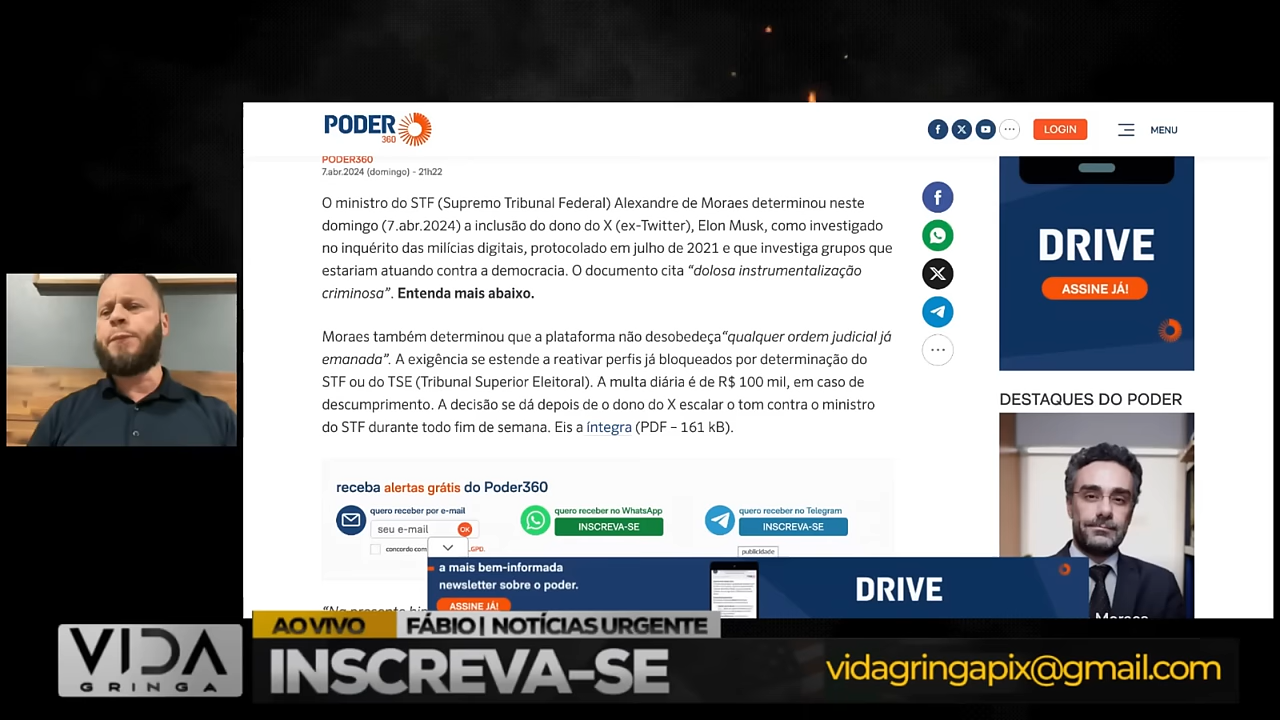 PODER
360
LOGIN
MENU
PODER360
7.abr.2024 (domingo) - 21h22
O ministro do STF (Supremo Tribunal Federal) Alexandre de Moraes determinou neste
domingo (7.abr.2024) a inclusão do dono do X (ex-Twitter), Elon Musk, como investigado
no inquérito das milícias digitais, protocolado em julho de 2021 e que investiga grupos que
estariam atuando contra a democracia. O documento cita “dolosa instrumentalização
criminosa”. Entenda mais abaixo.
Moraes também determinou que a plataforma não desobedeça“qualquer ordem judicial já
emanada”. A exigência se estende a reativar perfis já bloqueados por determinação do
STF ou do TSE (Tribunal Superior Eleitoral). A multa diária é de R$ 100 mil, em caso de
descumprimento. A decisão se dá depois de o dono do X escalar o tom contra o ministro
do STF durante todo fim de semana. Eis a íntegra (PDF – 161 kB).
DRIVE
ASSINE JÁ!
DESTAQUES DO PODER
receba alertas grátis do Poder360
quero receber por e-mail
seu e-mail
OK
concordo com
LGPD.
quero receber no WhatsApp
INSCREVA-SE
quero receber no Telegram
INSCREVA-SE
publicidade
a mais bem-informada
newsletter sobre o poder.
ASSINE JÁ!
DRIVE
Moraes
AO VIVO
FÁBIO | NOTÍCIAS URGENTE
VIDA
GRINGA
INSCREVA-SE
vidagringapix@gmail.com